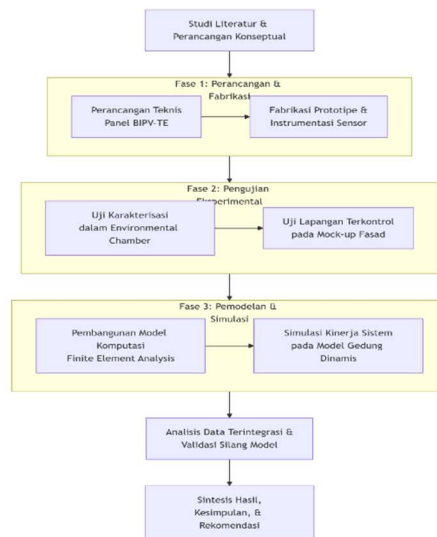 Studi Literatur &
Perancangan Konseptual
Fase 1: Perancangan &
Fabrikasi
Perancangan Teknis
Panel BIPV-TE
Fabrikasi Prototipe &
Instrumentasi Sensor
Fase 2: Pengujian
Eksperimental
Uji Karakterisasi
dalam Environmental
Chamber
Uji Lapangan Terkontrol
pada Mock-up Fasad
Fase 3: Pemodelan &
Simulasi
Pembangunan Model
Komputasi
Finite Element Analysis
Simulasi Kinerja Sistem
pada Model Gedung
Dinamis
Analisis Data Terintegrasi &
Validasi Silang Model
Sintesis Hasil,
Kesimpulan, &
Rekomendasi